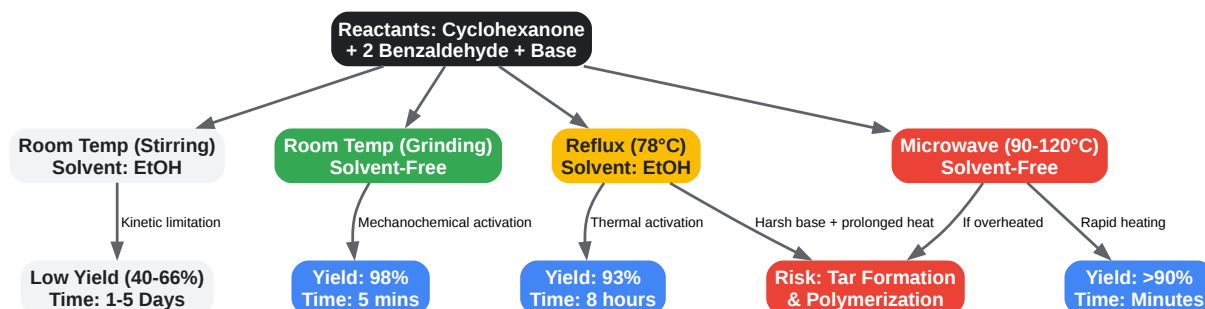 Reactants: Cyclohexanone
+ 2 Benzaldehyde + Base
Room Temp (Stirring)
Solvent: EtOH
Room Temp (Grinding)
Solvent-Free
Reflux (78°C)
Solvent: EtOH
Microwave (90-120°C)
Solvent-Free
Kinetic limitation
Mechanochemical activation
Thermal activation
Harsh base + prolonged heat
If overheated
Rapid heating
Low Yield (40-66%)
Time: 1-5 Days
Yield: 98%
Time: 5 mins
Yield: 93%
Time: 8 hours
Risk: Tar Formation
& Polymerization
Yield: >90%
Time: Minutes